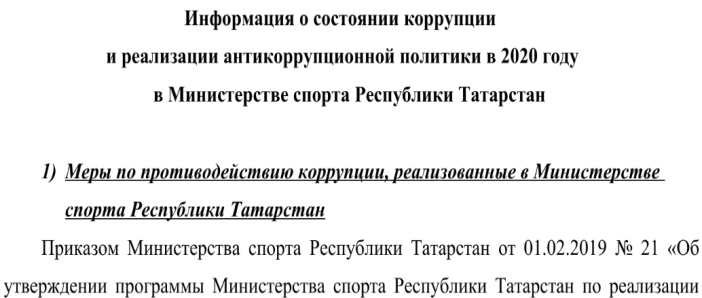 Информация о состоянии коррупции
и реализации антикоррупционной политики в 2020 году
в Министерстве спорта Республики Татарстан
1) Меры по противодействию коррупции, реализованные в Министерстве
спорта Республики Татарстан
Приказом Министерства спорта Республики Татарстан от 01.02.2019 № 21 «Об
утверждении программы Министерства спорта Республики Татарстан по реализации